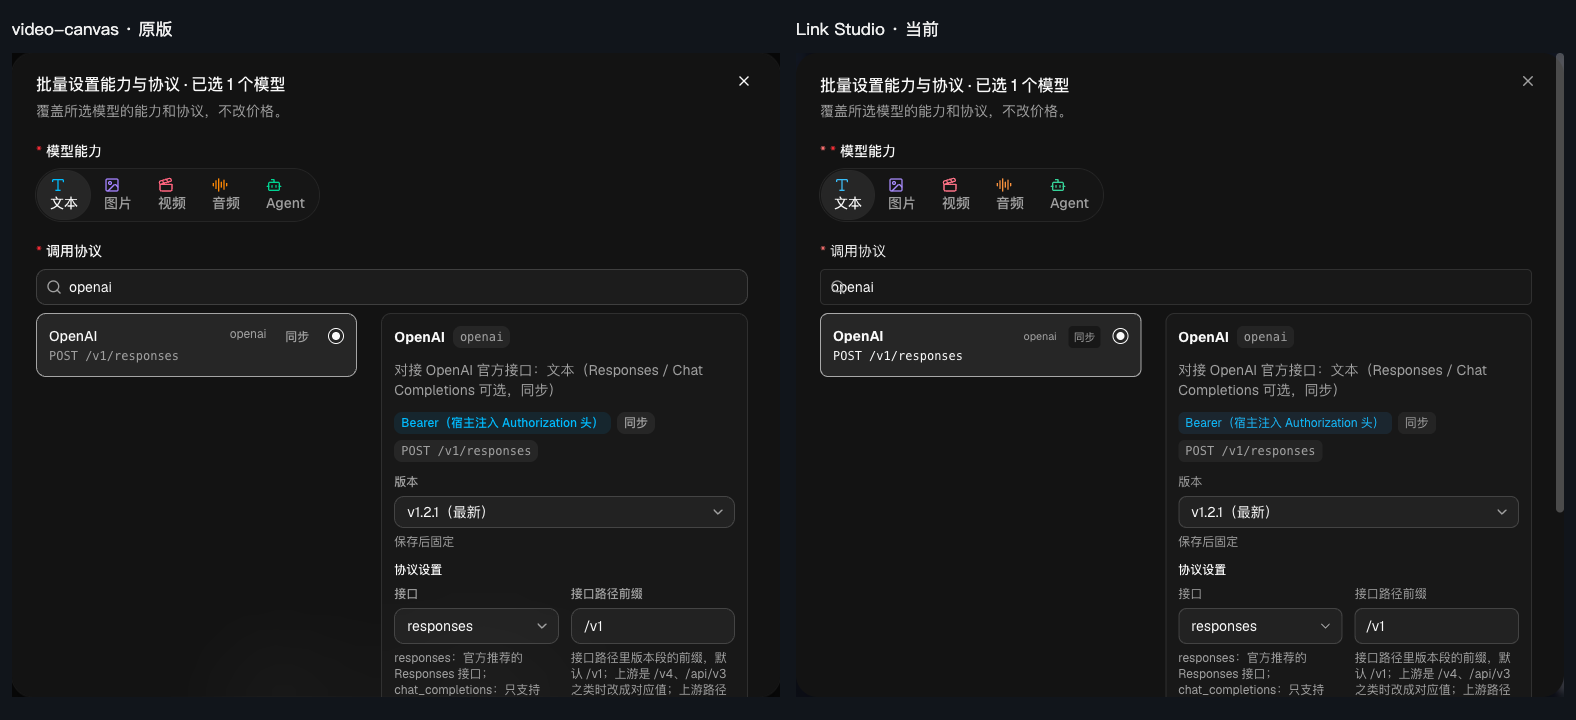 video-canvas · 原版
批量设置能力与协议 · 已选 1 个模型
覆盖所选模型的能力和协议，不改价格。
* 模型能力
文本 图片 视频 音频 Agent
* 调用协议
openai
OpenAI openai 同步
POST /v1/responses
OpenAI openai
对接 OpenAI 官方接口：文本（Responses / Chat
Completions 可选，同步）
Bearer（宿主注入 Authorization 头） 同步
POST /v1/responses
版本
v1.2.1（最新）
保存后固定
协议设置
接口 接口路径前缀
responses /v1
responses：官方推荐的
Responses 接口；
chat_completions：只支持
接口路径里版本段的前缀，默
认 /v1；上游是 /v4、/api/v3
之类时改成对应值；上游路径
Link Studio · 当前
批量设置能力与协议 · 已选 1 个模型
覆盖所选模型的能力和协议，不改价格。
* * 模型能力
文本 图片 视频 音频 Agent
* 调用协议
openai
OpenAI openai 同步
POST /v1/responses
OpenAI openai
对接 OpenAI 官方接口：文本（Responses / Chat
Completions 可选，同步）
Bearer（宿主注入 Authorization 头） 同步
POST /v1/responses
版本
v1.2.1（最新）
保存后固定
协议设置
接口 接口路径前缀
responses /v1
responses：官方推荐的
Responses 接口；
chat_completions：只支持
接口路径里版本段的前缀，默
认 /v1；上游是 /v4、/api/v3
之类时改成对应值；上游路径